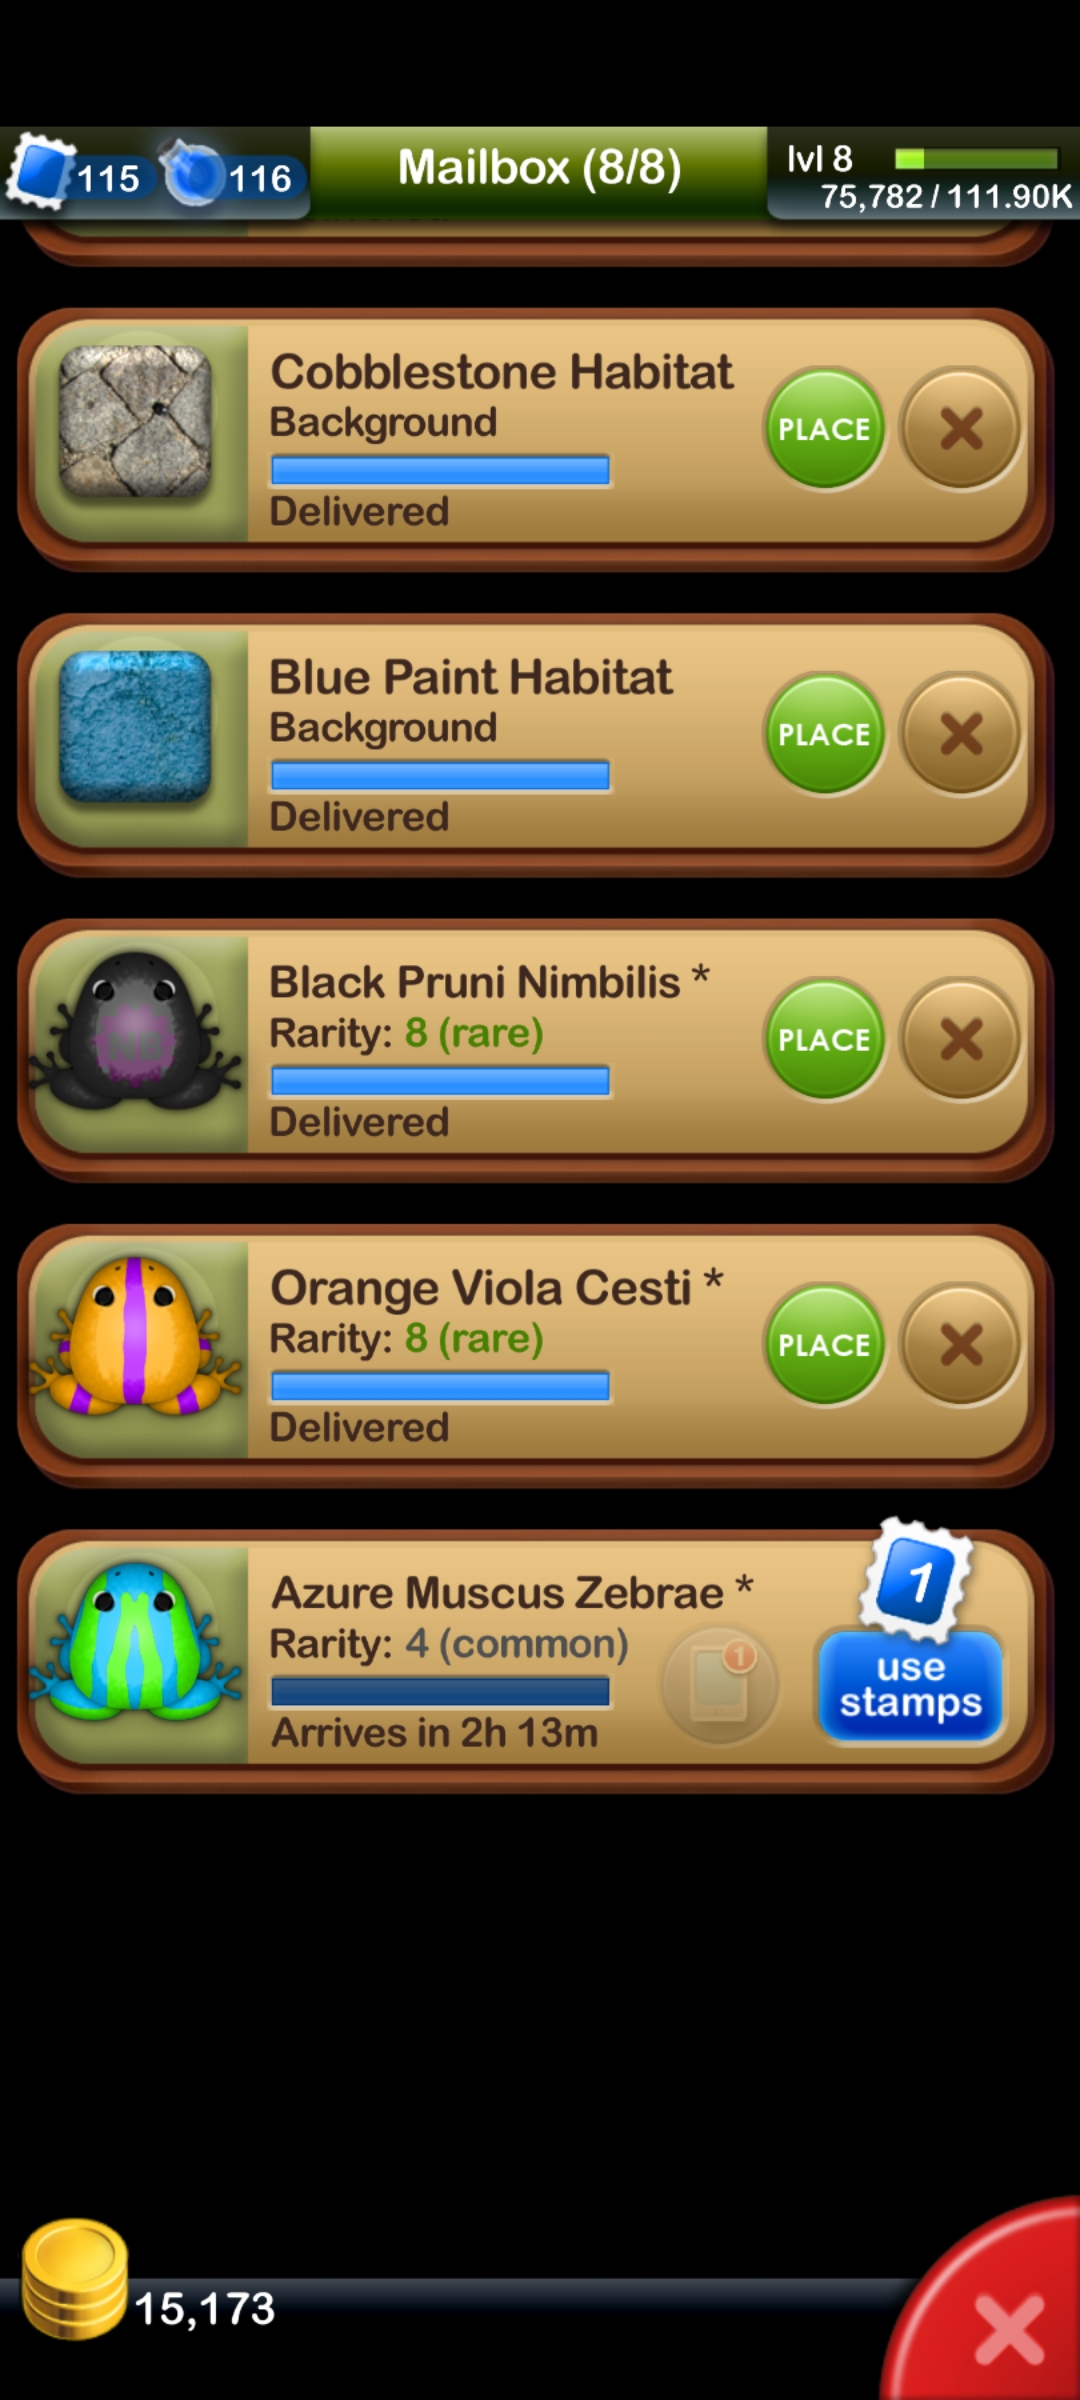 115
116
Mailbox (8/8)
lvl 8
75,782 / 111.90K
Cobblestone Habitat
Background
PLACE
Delivered
Blue Paint Habitat
Background
PLACE
Delivered
Black Pruni Nimbilis *
Rarity: 8 (rare)
PLACE
Delivered
Orange Viola Cesti *
Rarity: 8 (rare)
PLACE
Delivered
1
Azure Muscus Zebrae *
Rarity: 4 (common)
1
use
stamps
Arrives in 2h 13m
15,173